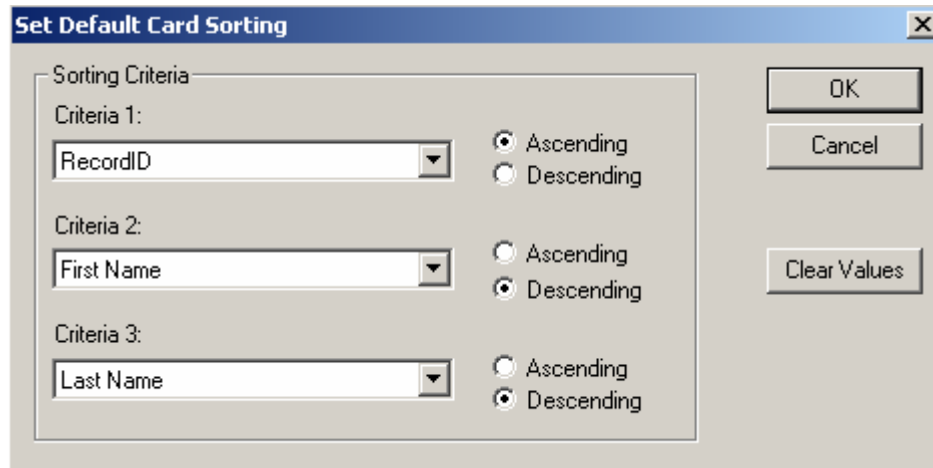 Set Default Card Sorting
Sorting Criteria
Criteria 1:
RecordID
Ascending
Descending
Criteria 2:
First Name
Ascending
Descending
Criteria 3:
Last Name
Ascending
Descending
OK
Cancel
Clear Values